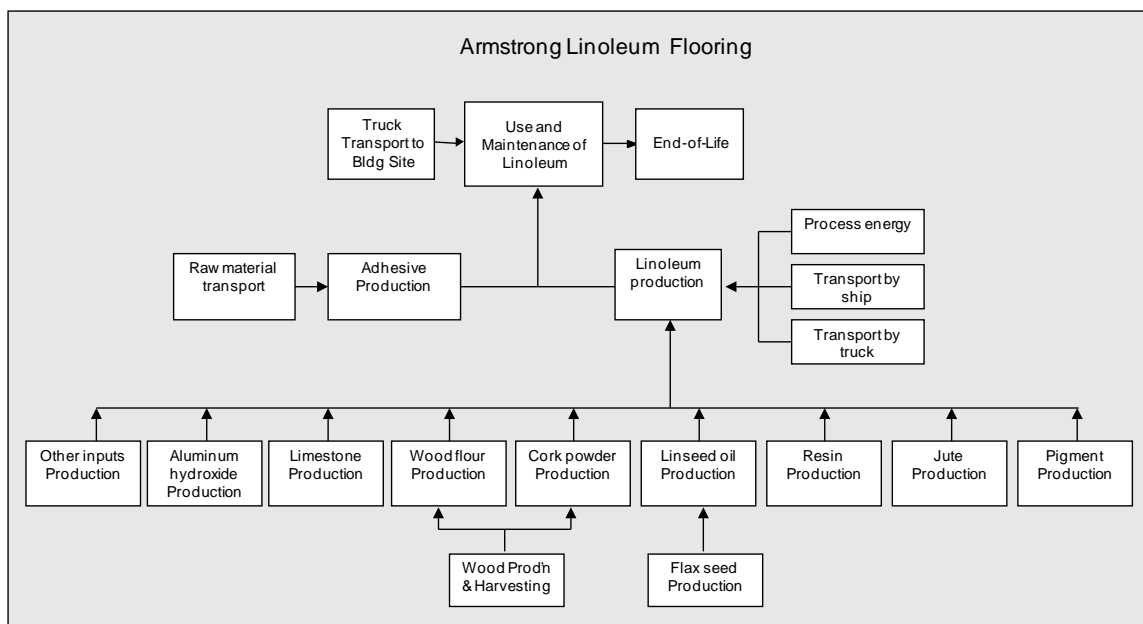 Armstrong Linoleum Flooring
Truck
Transport to
Bldg Site
Use and
Maintenance of
Linoleum
End-of-Life
Raw material
transport
Adhesive
Production
Linoleum
production
Process energy
Transport by
ship
Transport by
truck
Other inputs
Production
Aluminum
hydroxide
Production
Limestone
Production
Wood flour
Production
Cork powder
Production
Linseed oil
Production
Resin
Production
Jute
Production
Pigment
Production
Wood Prod'n
& Harvesting
Flax seed
Production